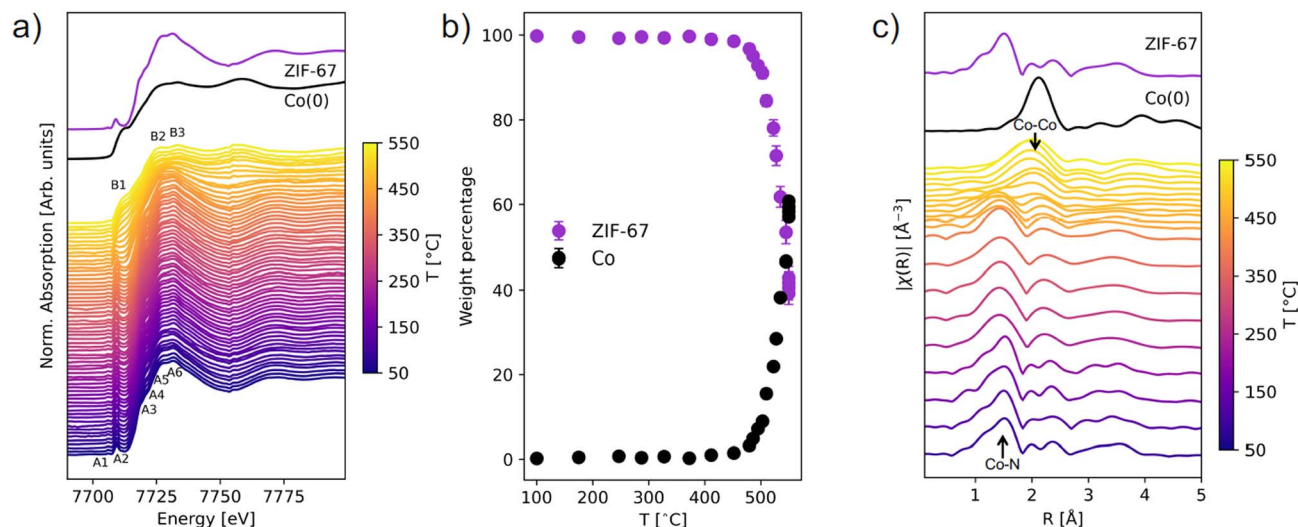 a)
ZIF-67
Co(0)
B2 B3
B1
A5 A6
A4
A3
A1 A2
Norm. Absorption [Arb. units]
7700 7725 7750 7775
Energy [eV]
550
450
350
250
150
50
T [°C]
b)
100
80
60
40
20
0
Weight percentage
ZIF-67
Co
100 200 300 400 500
T [˚C]
c)
ZIF-67
Co(0)
Co-Co
Co-N
|χ(R)| [Å⁻³]
1 2 3 4 5
R [Å]
550
450
350
250
150
50
T [°C]